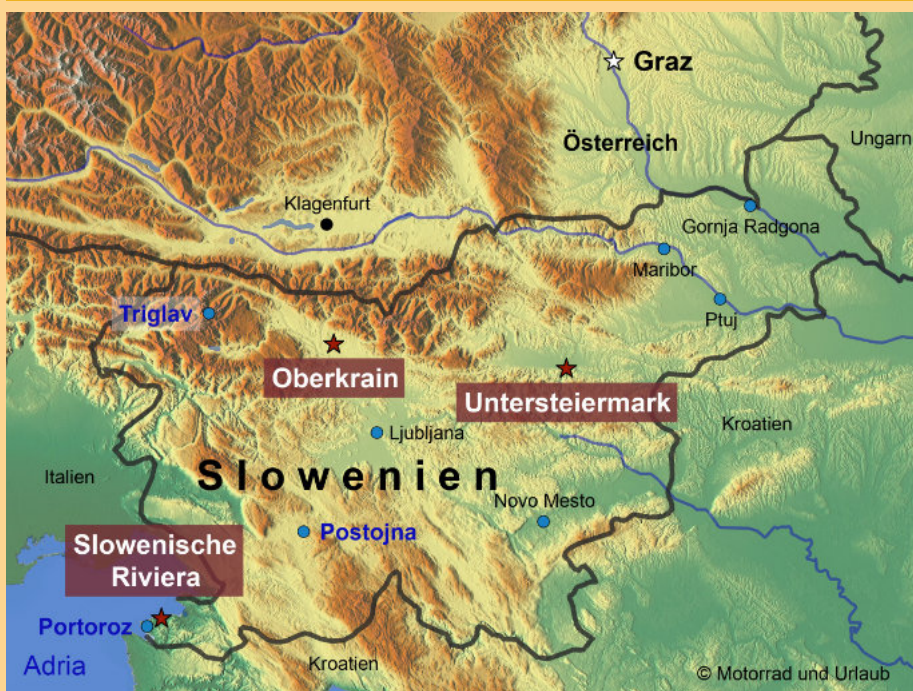 Graz
Österreich
Ungarn
Klagenfurt
Gornja Radgona
Maribor
Triglav
Ptuj
Oberkrain
Untersteiermark
Kroatien
Ljubljana
Slowenien
Italien
Novo Mesto
Postojna
Slowenische
Riviera
Portoroz
Adria
Kroatien
© Motorrad und Urlaub